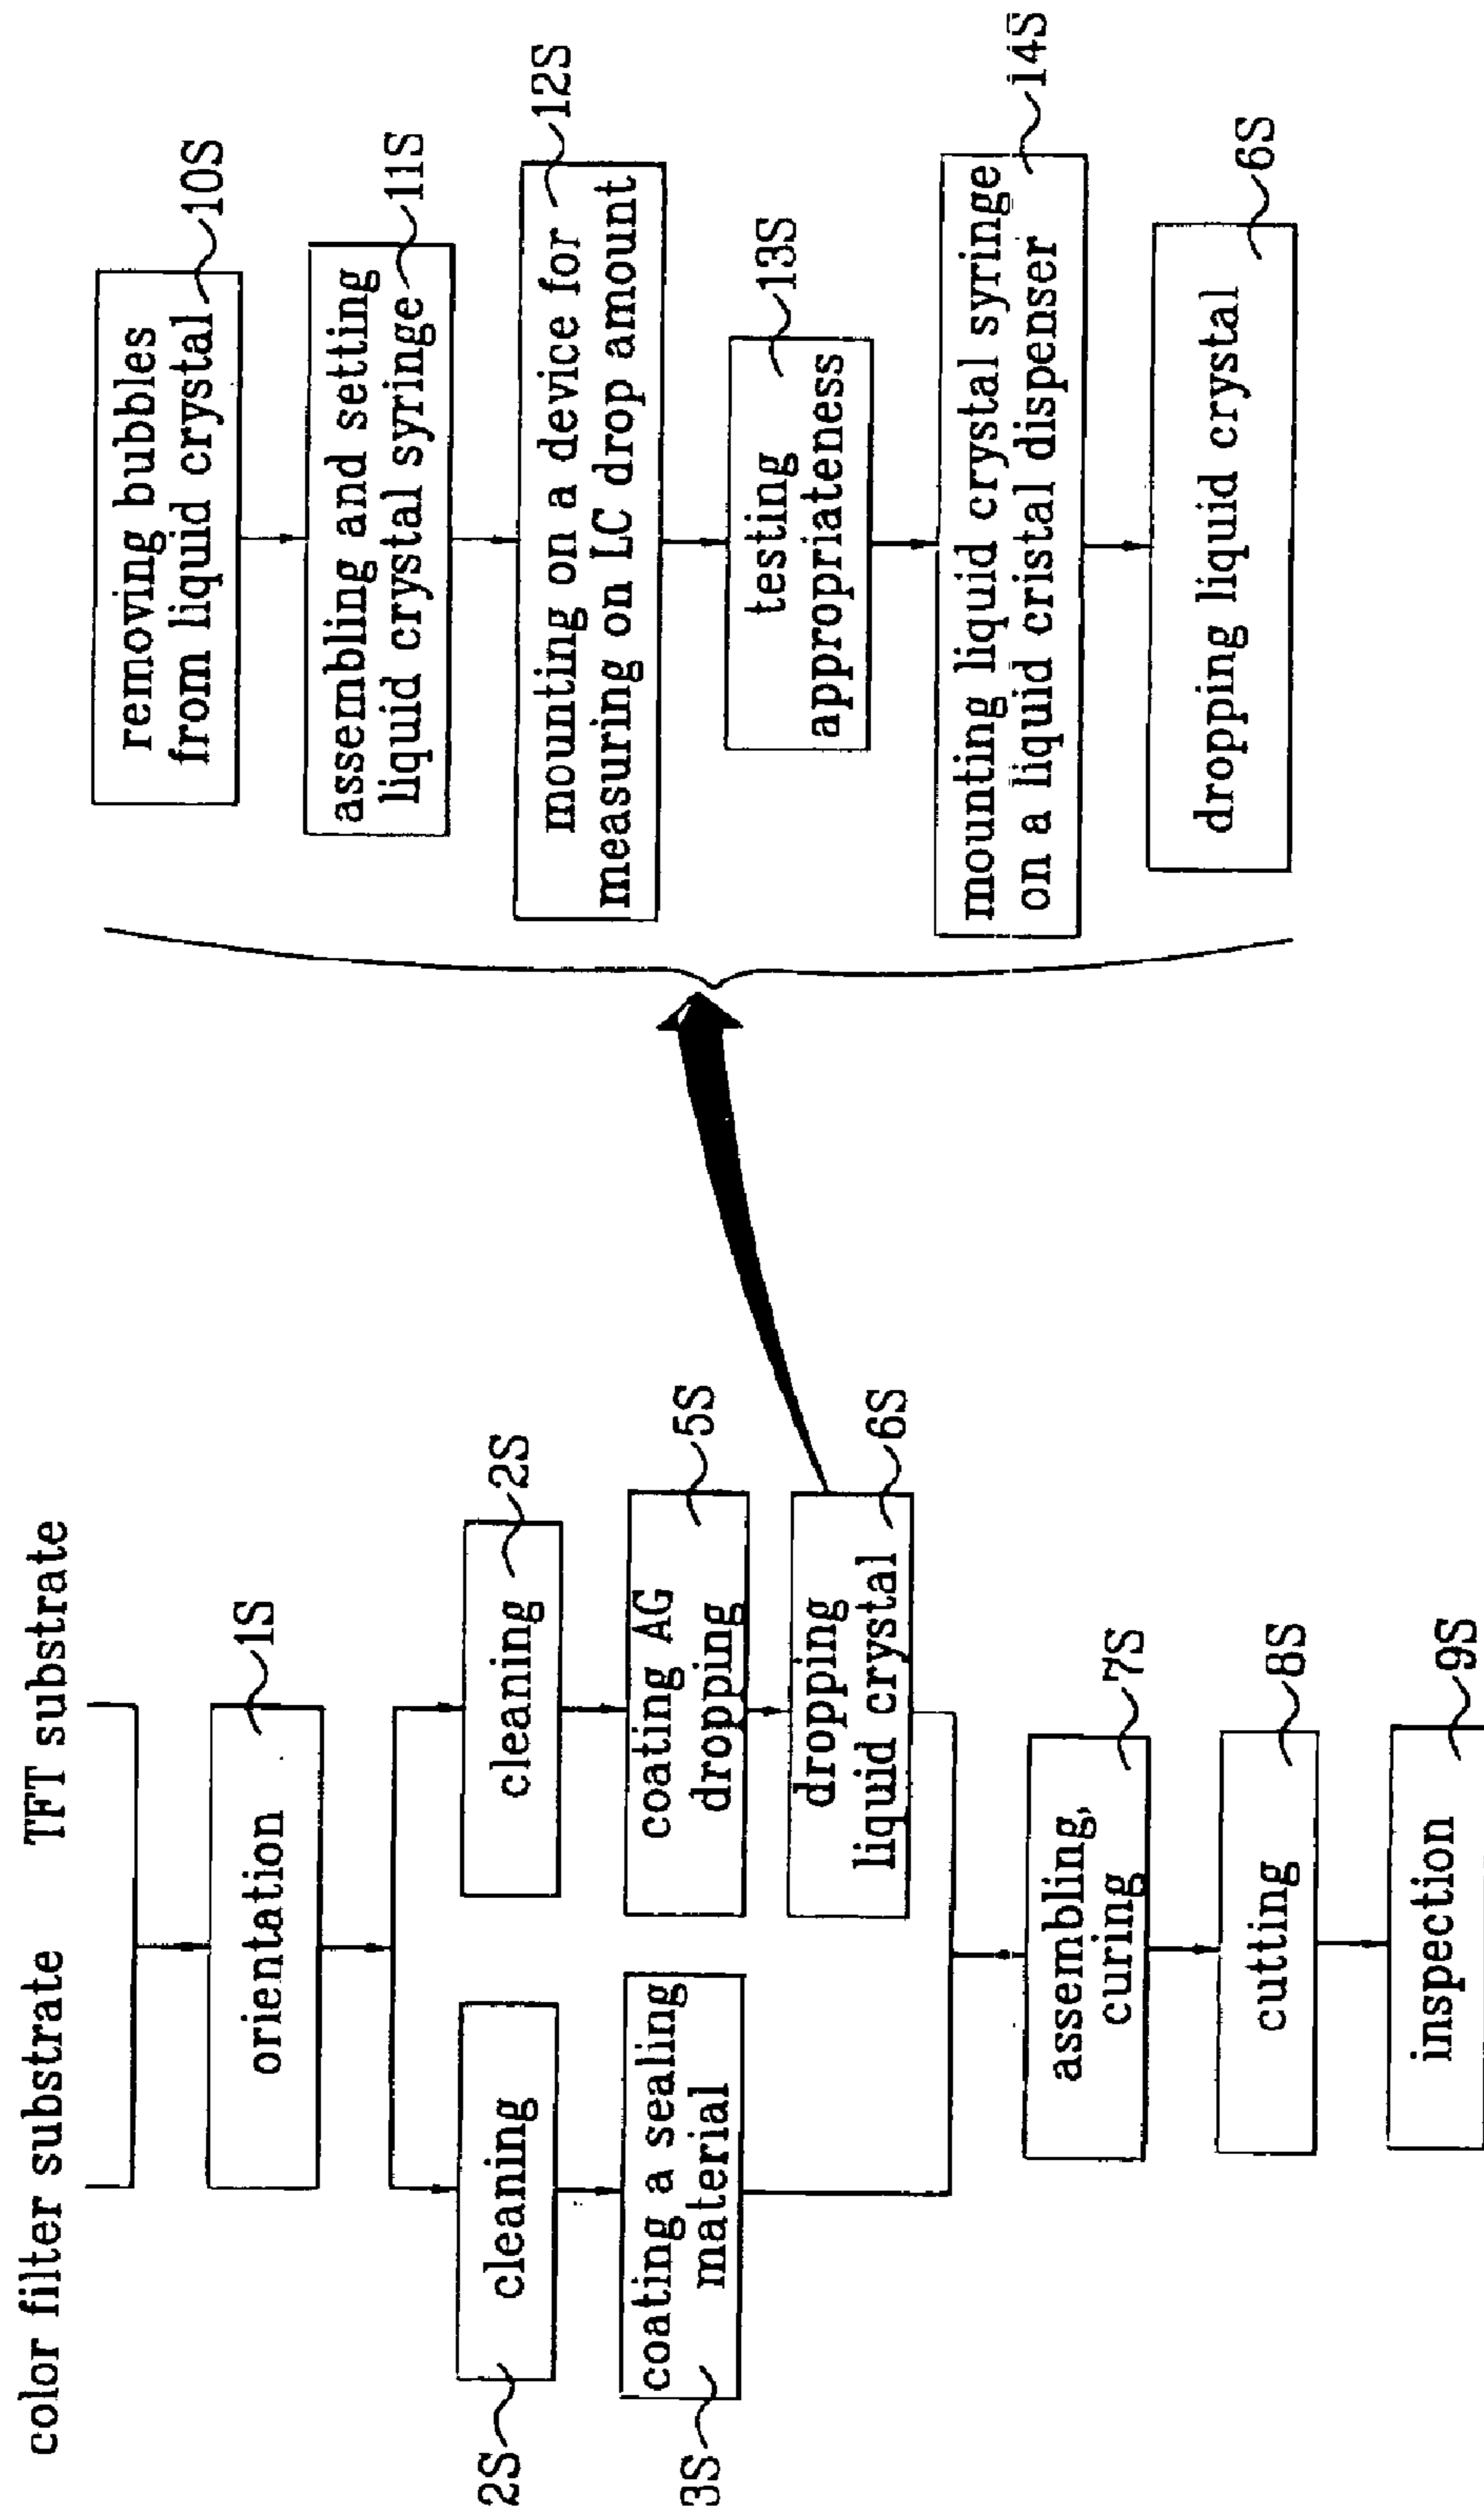 color filter substrate
TFT substrate
orientation
1S
cleaning
2S
coating a sealing
material
3S
cleaning
2S
coating AG
dropping
5S
dropping
liquid crystal
6S
assembling,
curing
7S
cutting
8S
inspection
9S
removing bubbles
from liquid crystal
10S
assembling and setting
liquid crystal syringe
11S
mounting on a device for
measuring on LC drop amount
12S
testing
appropriateness
13S
mounting liquid crystal syringe
on a liquid cristal dispenser
14S
dropping liquid crystal
6S